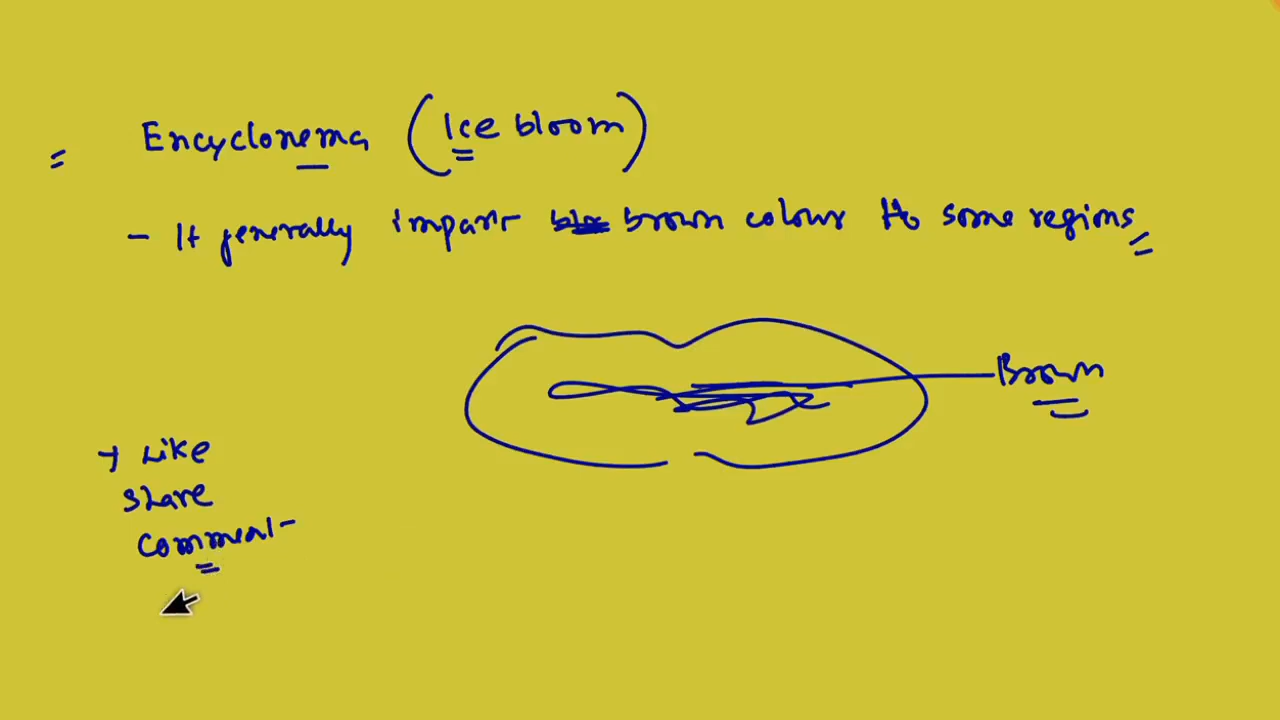 = Encyclonema (Ice bloom)
- It generally impart brown colour to some regions
Brown
→ Like
Share
Comment